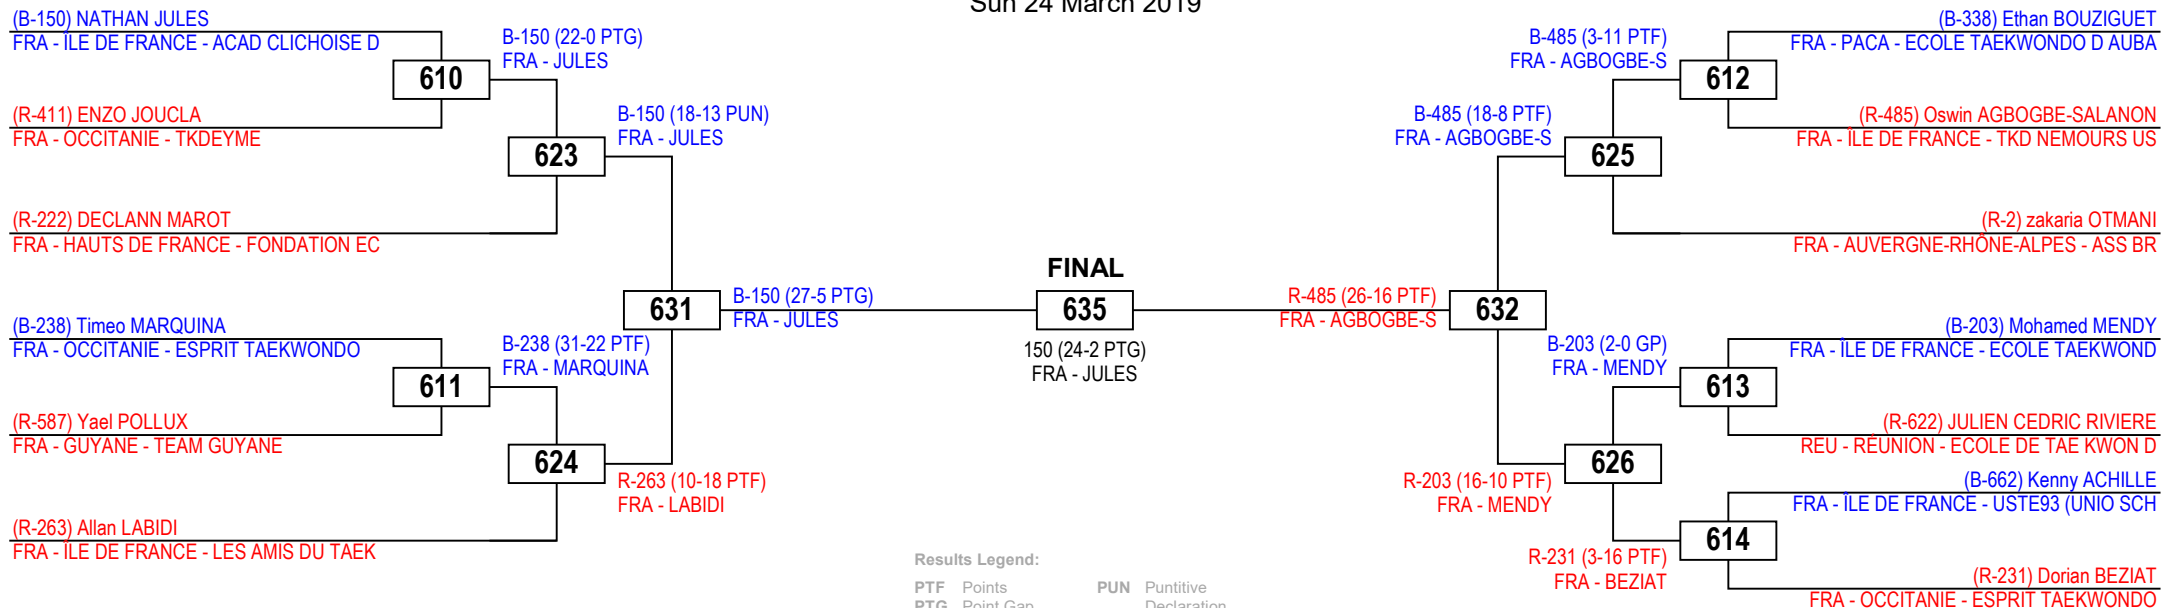 Sun 24 March 2019
(B-150) NATHAN JULES
FRA - ÎLE DE FRANCE - ACAD CLICHOISE D
610
(R-411) ENZO JOUCLA
FRA - OCCITANIE - TKDEYME
B-150 (22-0 PTG)
FRA - JULES
623
(R-222) DECLANN MAROT
FRA - HAUTS DE FRANCE - FONDATION EC
B-150 (18-13 PUN)
FRA - JULES
631
(B-238) Timeo MARQUINA
FRA - OCCITANIE - ESPRIT TAEKWONDO
611
(R-587) Yael POLLUX
FRA - GUYANE - TEAM GUYANE
B-238 (31-22 PTF)
FRA - MARQUINA
624
(R-263) Allan LABIDI
FRA - ÎLE DE FRANCE - LES AMIS DU TAEK
R-263 (10-18 PTF)
FRA - LABIDI
B-150 (27-5 PTG)
FRA - JULES
FINAL
635
150 (24-2 PTG)
FRA - JULES
R-485 (26-16 PTF)
FRA - AGBOGBE-S
632
B-485 (18-8 PTF)
FRA - AGBOGBE-S
625
B-485 (3-11 PTF)
FRA - AGBOGBE-S
612
(B-338) Ethan BOUZIGUET
FRA - PACA - ECOLE TAEKWONDO D AUBA
(R-485) Oswin AGBOGBE-SALANON
FRA - ÎLE DE FRANCE - TKD NEMOURS US
(R-2) zakaria OTMANI
FRA - AUVERGNE-RHÔNE-ALPES - ASS BR
R-203 (16-10 PTF)
FRA - MENDY
626
B-203 (2-0 GP)
FRA - MENDY
613
(B-203) Mohamed MENDY
FRA - ÎLE DE FRANCE - ECOLE TAEKWOND
(R-622) JULIEN CEDRIC RIVIERE
REU - RÉUNION - ECOLE DE TAE KWON D
(B-662) Kenny ACHILLE
FRA - ÎLE DE FRANCE - USTE93 (UNIO SCH
614
R-231 (3-16 PTF)
FRA - BEZIAT
(R-231) Dorian BEZIAT
FRA - OCCITANIE - ESPRIT TAEKWONDO
Results Legend:
PTF Points PUN Puntitive
PTG Point Gap Declaration